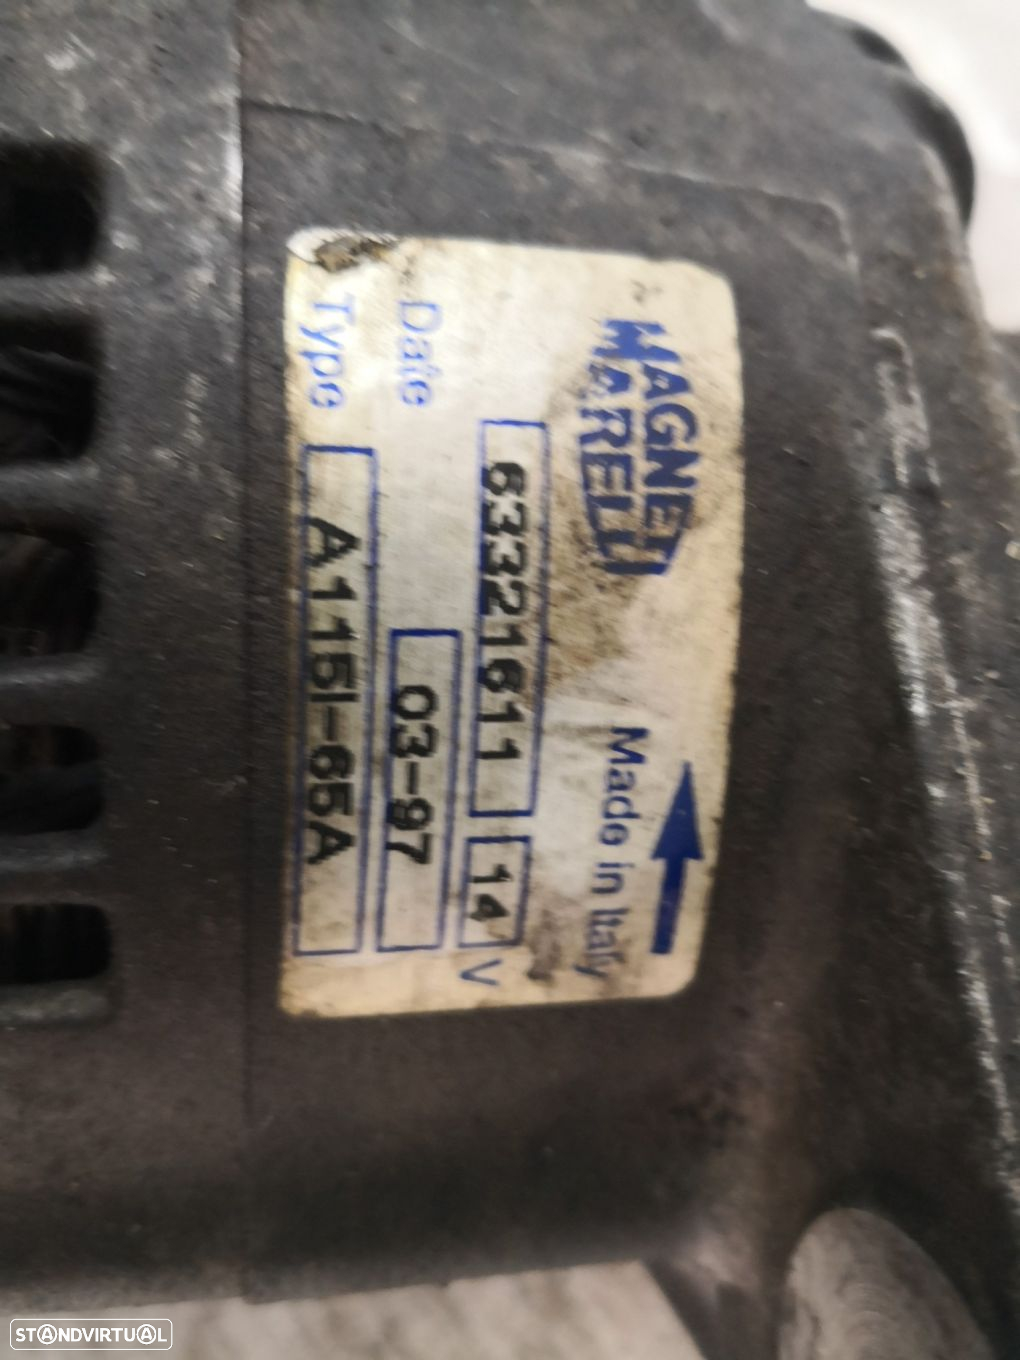 MAGNETI
MARELLI
Made in Italy
63321611 14 V
Date 03-97
Type A115I-65A
STANDVIRTUAL